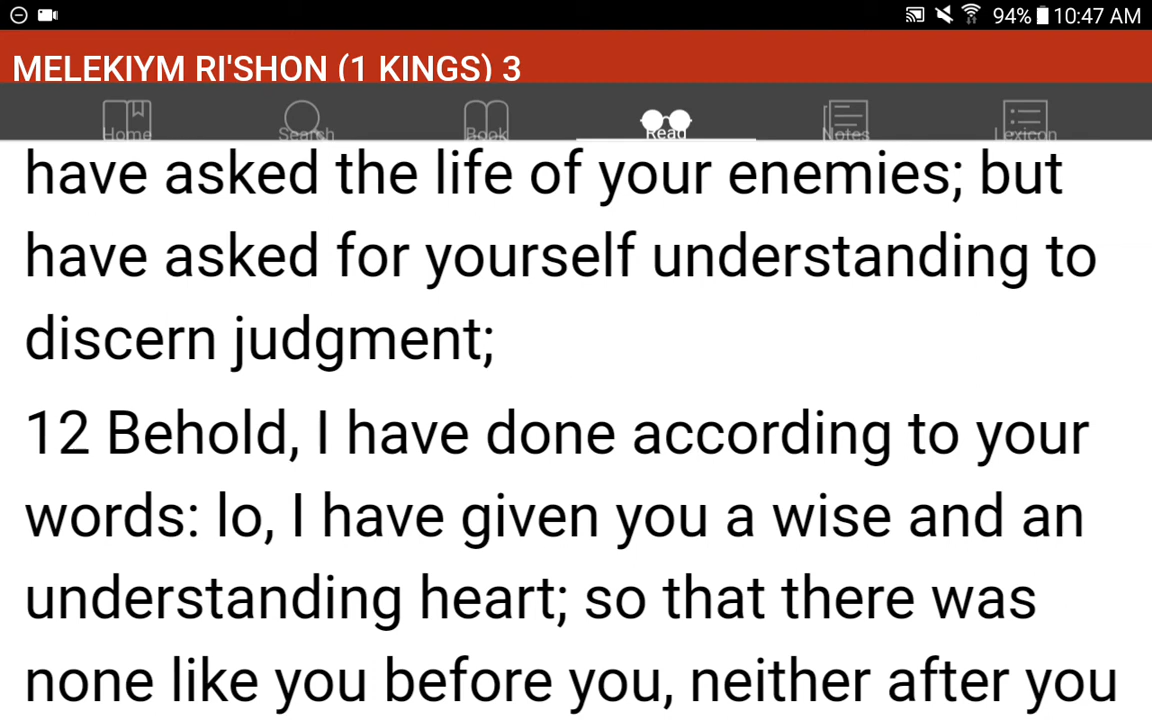 94% 10:47 AM
MELEKIYM RI'SHON (1 KINGS) 3
Home Search Book Read Notes Lexicon
have asked the life of your enemies; but
have asked for yourself understanding to
discern judgment;
12 Behold, I have done according to your
words: lo, I have given you a wise and an
understanding heart; so that there was
none like you before you, neither after you